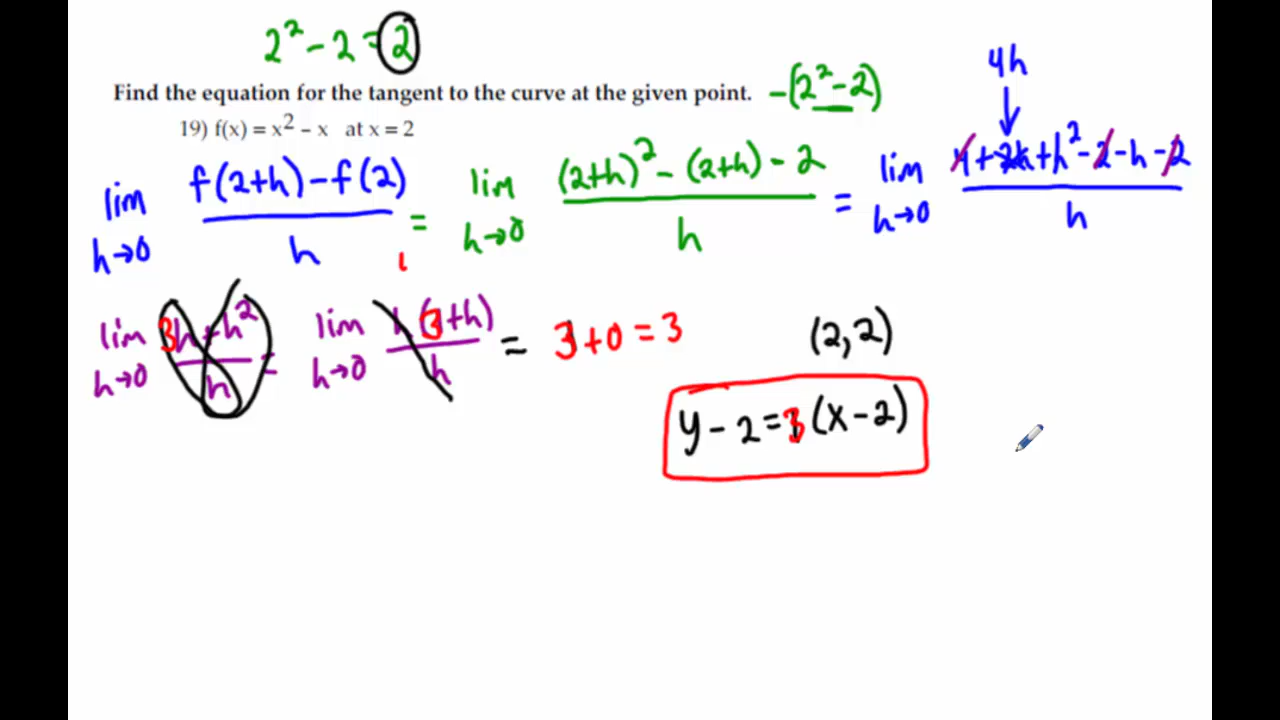 2² - 2 = 2
Find the equation for the tangent to the curve at the given point. -(2² - 2)
19) f(x) = x² - x at x = 2
4h
lim h→0 f(2+h) - f(2) / h = lim h→0 (2+h)² - (2+h) - 2 / h = lim h→0 4 + 2h + h² - 2 - h - 2 / h
lim h→0 3h + h² / h = lim h→0 h(3+h) / h = 3 + 0 = 3
(2, 2)
y - 2 = 3(x - 2)